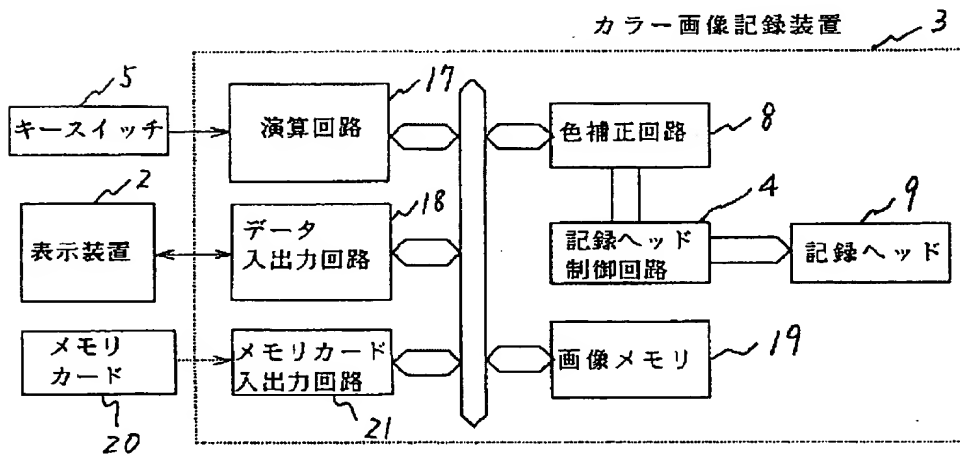 カラー画像記録装置
3
5
キースイッチ
17
演算回路
色補正回路
8
2
表示装置
18
データ
入出力回路
4
記録ヘッド
制御回路
9
記録ヘッド
メモリ
カード
20
メモリカード
入出力回路
21
画像メモリ
19